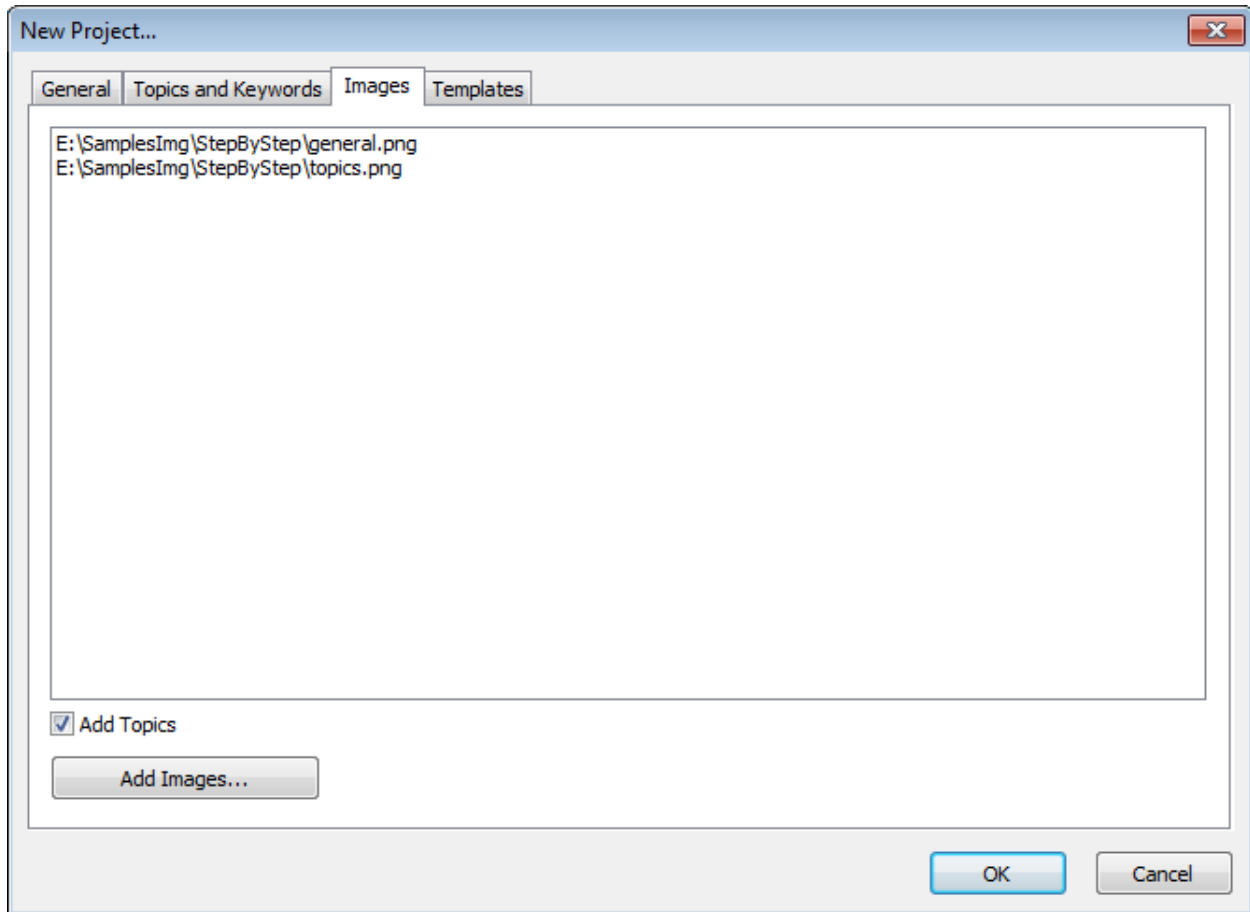 New Project...
General Topics and Keywords Images Templates
E:\SamplesImg\StepByStep\general.png
E:\SamplesImg\StepByStep\topics.png
Add Topics
Add Images...
OK Cancel